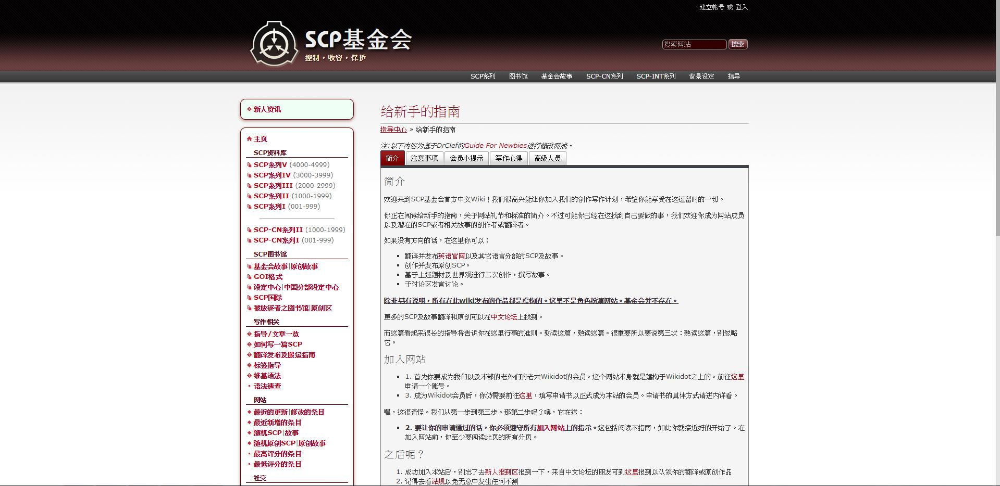 建立帐号 或 登入
SCP基金会
控制，收容，保护
搜索网站 搜索
SCP系列 图书馆 基金会故事 SCP-CN系列 SCP-INT系列 背景设定 指导
新人资讯
主页
SCP资料库
SCP系列V (4000-4999)
SCP系列IV (3000-3999)
SCP系列III (2000-2999)
SCP系列II (1000-1999)
SCP系列I (001-999)
SCP-CN系列II (1000-1999)
SCP-CN系列I (001-999)
SCP图书馆
基金会故事|原创故事
GOI格式
设定中心|中国分部设定中心
SCP国际
被放逐者之图书馆|原创区
写作相关
指导/文章一览
如何写一篇SCP
翻译发布及搬运指南
标签指导
维基语法
语法速查
网站
最近的更新|修改的条目
最近新增的条目
随机SCP|故事
随机原创SCP|原创故事
最高评分的条目
最低评分的条目
社交
给新手的指南
指导中心 » 给新手的指南
注：以下内容为基于DrClef的Guide For Newbies进行修改而成。
简介 注意事项 会员小提示 写作心得 高级人员
简介
欢迎来到SCP基金会官方中文Wiki！我们很高兴能让你加入我们的创作写作计划，希望你能享受在这逗留时的一切。
你正在阅读给新手的指南，关于网站礼节和标准的简介。不过可能你已经在这找到自己要做的事，我们欢迎你成为网站成员
以及潜在的SCP或者相关故事的创作者或翻译者。
如果没有方向的话，在这里你可以：
翻译并发布英语官网以及其它语言分部的SCP及故事。
创作并发布原创SCP。
基于上述题材及世界观进行二次创作，撰写故事。
于讨论区发言讨论。
除非另有说明，所有在此wiki发布的作品都是虚构的。这里不是角色扮演网站。基金会并不存在。
更多的SCP及故事翻译和原创可以在中文论坛上找到。
而这篇看起来很长的指导将告诉你在这里行事的准则。熟读这篇，熟读这篇。很重要所以要说第三次：熟读这篇，别忽略
它。
加入网站
1. 首先你要成为我们以及本部的老外们的老大Wikidot的会员。这个网站本身就是建构于Wikidot之上的。前往这里
申请一个账号。
3. 成为Wikidot会员后，你仍需要前往这里，填写申请书以正式成为本站的会员。申请书的具体方式请进内详看。
嘿，这很奇怪。我们从第一步到第三步。那第二步呢？噢，它在这：
2. 要让你的申请通过的话，你必须遵守所有加入网站上的指示。这包括阅读本指南，如此你就接近好的开始了。在
加入网站前，你至少要阅读此页的所有分页。
之后呢？
1. 成功加入本站后，别忘了去新人报到区报到一下，来自中文论坛的朋友可到这里报到以认领你的翻译或原创作品
2. 记得去看站规以免无意中发生任何不测